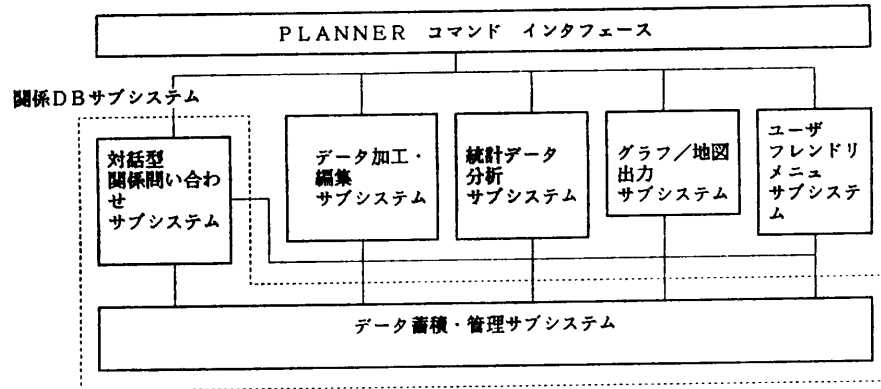 PLANNER コマンド インタフェース
関係DBサブシステム
対話型
関係問い合わ
せ
サブシステム
データ加工・
編集
サブシステム
統計データ
分析
サブシステム
グラフ/地図
出力
サブシステム
ユーザ
フレンドリ
メニュ
サブシステ
ム
データ蓄積・管理サブシステム